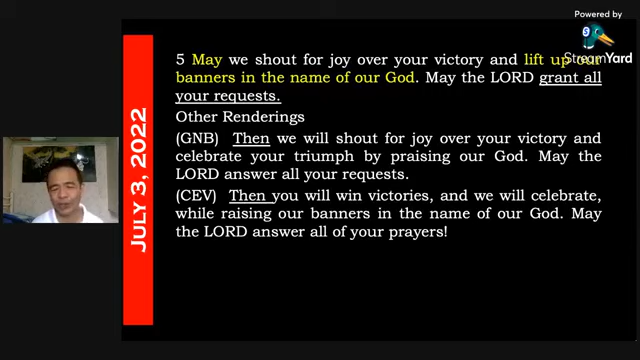 Powered by
StreamYard
JULY 3, 2022
5 May we shout for joy over your victory and lift up our
banners in the name of our God. May the LORD grant all
your requests.
Other Renderings
(GNB) Then we will shout for joy over your victory and
celebrate your triumph by praising our God. May the
LORD answer all your requests.
(CEV) Then you will win victories, and we will celebrate,
while raising our banners in the name of our God. May
the LORD answer all of your prayers!